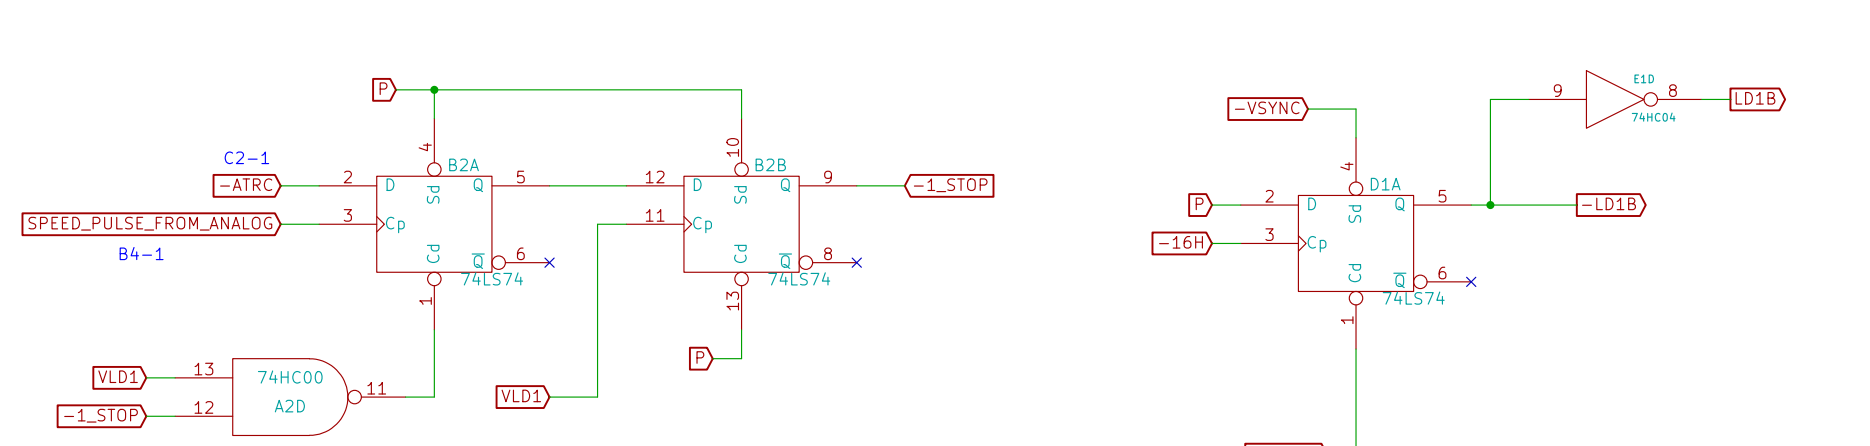 E1D
9
8
LD1B
74HC04
P
-VSYNC
4
10
4
C2-1
B2A
B2B
D1A
-ATRC
2
D
Sd
Q
5
12
D
Sd
Q
9
-1_STOP
P
2
D
Sd
Q
5
-LD1B
SPEED_PULSE_FROM_ANALOG
3
Cp
11
Cp
-16H
3
Cp
B4-1
Cd
Q
6
Cd
Q
8
Cd
Q
6
74LS74
74LS74
74LS74
1
13
1
P
VLD1
13
74HC00
11
VLD1
-1_STOP
12
A2D